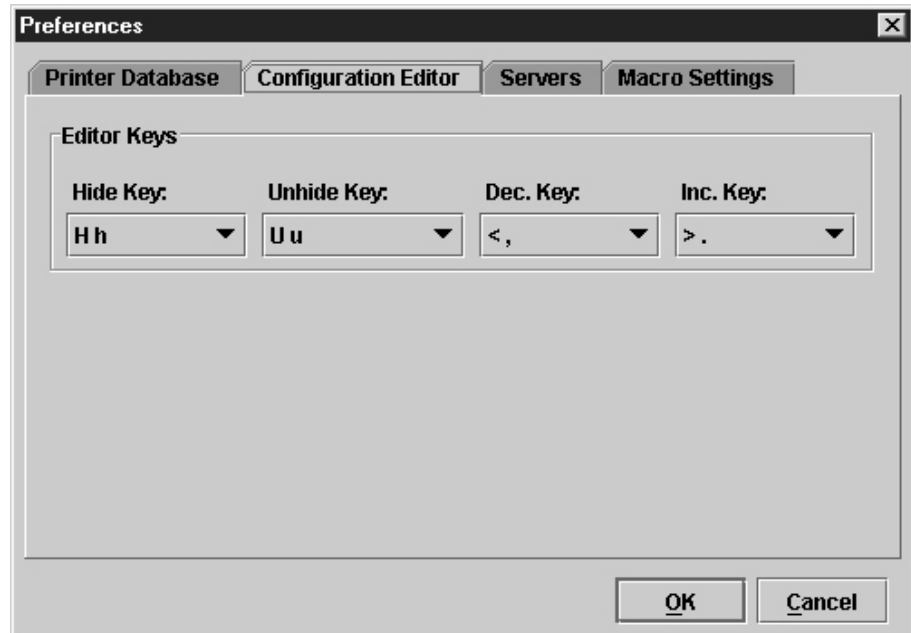 Preferences
Printer Database Configuration Editor Servers Macro Settings
Editor Keys
Hide Key: Unhide Key: Dec. Key: Inc. Key:
H h U u < , > .
OK Cancel